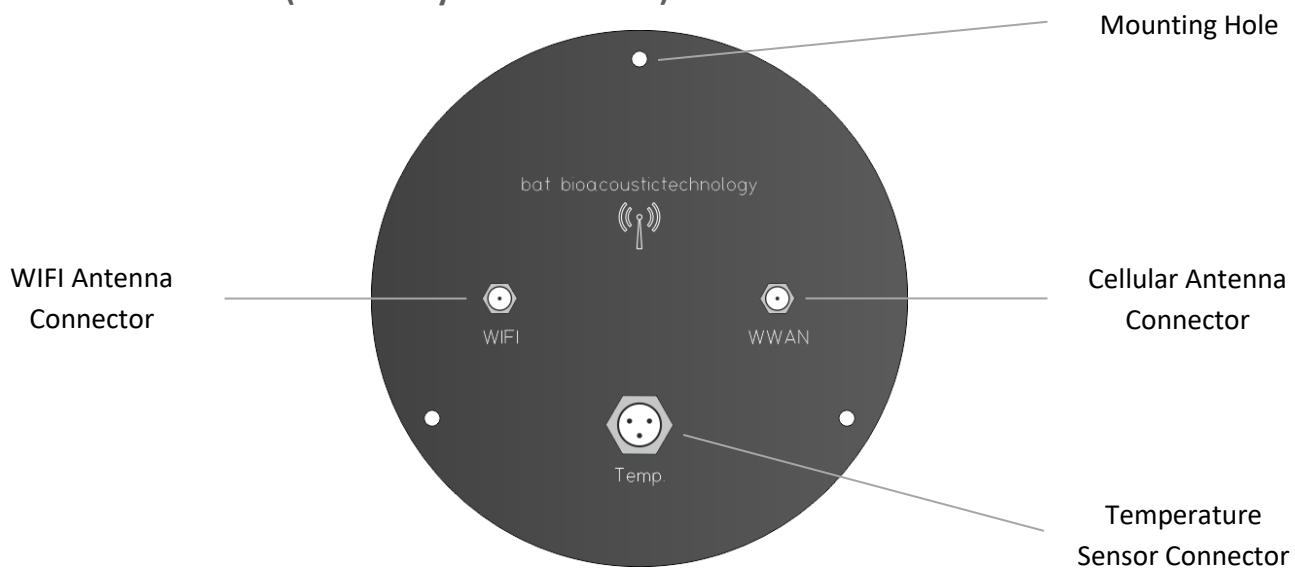 Mounting Hole
bat bioacoustictechnology
WIFI Antenna
Connector
Cellular Antenna
Connector
WIFI
WWAN
Temp.
Temperature
Sensor Connector